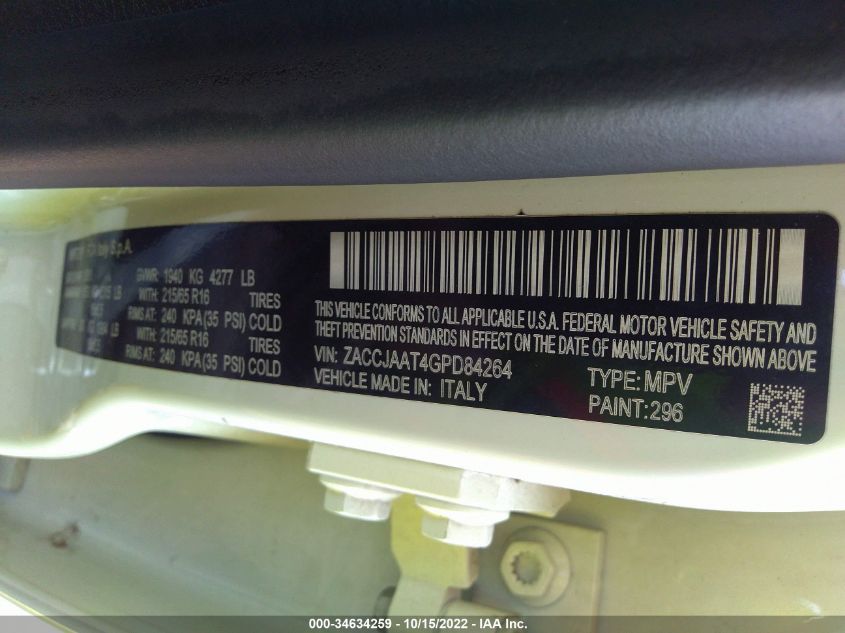 Italy S.p.A.
GVWR: 1940 KG 4277 LB
WITH: 215/65 R16 TIRES
RIMS AT: 240 KPA(35 PSI) COLD
WITH: 215/65 R16 TIRES
RIMS AT: 240 KPA(35 PSI) COLD
THIS VEHICLE CONFORMS TO ALL APPLICABLE U.S.A. FEDERAL MOTOR VEHICLE SAFETY AND
THEFT PREVENTION STANDARDS IN EFFECT ON THE DATE OF MANUFACTURE SHOWN ABOVE
VIN: ZACCJAAT4GPD84264
TYPE: MPV
VEHICLE MADE IN: ITALY
PAINT: 296
000-34634259 - 10/15/2022 - IAA Inc.